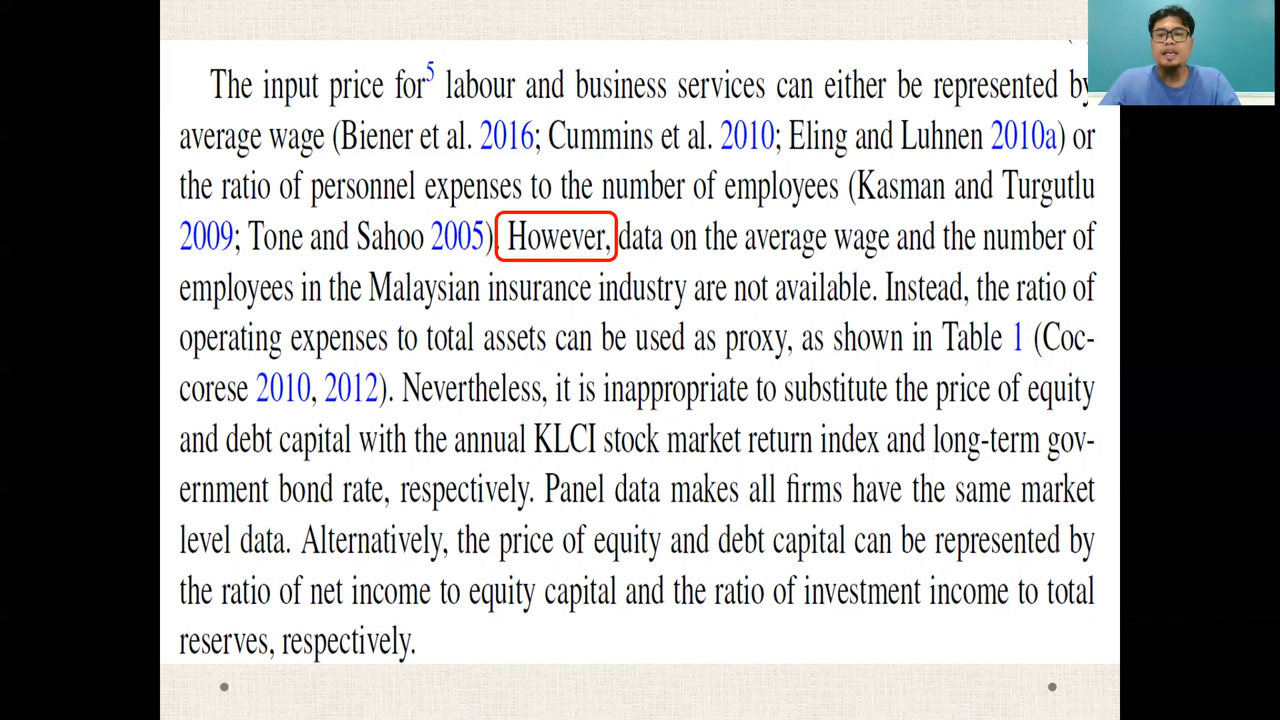 The input price for5 labour and business services can either be represented by
average wage (Biener et al. 2016; Cummins et al. 2010; Eling and Luhnen 2010a) or
the ratio of personnel expenses to the number of employees (Kasman and Turgutlu
2009; Tone and Sahoo 2005). However, data on the average wage and the number of
employees in the Malaysian insurance industry are not available. Instead, the ratio of
operating expenses to total assets can be used as proxy, as shown in Table 1 (Coc-
corese 2010, 2012). Nevertheless, it is inappropriate to substitute the price of equity
and debt capital with the annual KLCI stock market return index and long-term gov-
ernment bond rate, respectively. Panel data makes all firms have the same market
level data. Alternatively, the price of equity and debt capital can be represented by
the ratio of net income to equity capital and the ratio of investment income to total
reserves, respectively.